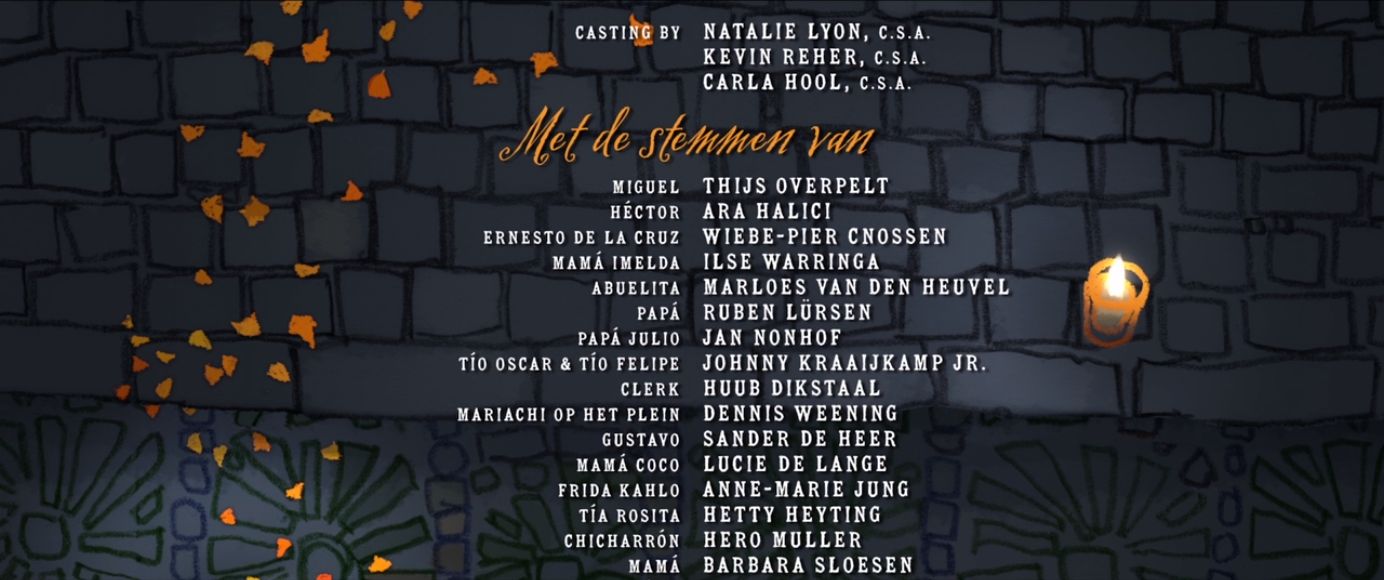 CASTING BY NATALIE LYON, C.S.A.
KEVIN REHER, C.S.A.
CARLA HOOL, C.S.A.
Met de stemmen van
MIGUEL THIJS OVERPELT
HÉCTOR ARA HALICI
ERNESTO DE LA CRUZ WIEBE-PIER CNOSSEN
MAMÁ IMELDA ILSE WARRINGA
ABUELITA MARLOES VAN DEN HEUVEL
PAPÁ RUBEN LÜRSEN
PAPÁ JULIO JAN NONHOF
TÍO OSCAR & TÍO FELIPE JOHNNY KRAAIJKAMP JR.
CLERK HUUB DIKSTAAL
MARIACHI OP HET PLEIN DENNIS WEENING
GUSTAVO SANDER DE HEER
MAMÁ COCO LUCIE DE LANGE
FRIDA KAHLO ANNE-MARIE JUNG
TÍA ROSITA HETTY HEYTING
CHICHARRÓN HERO MULLER
MAMÁ BARBARA SLOESEN